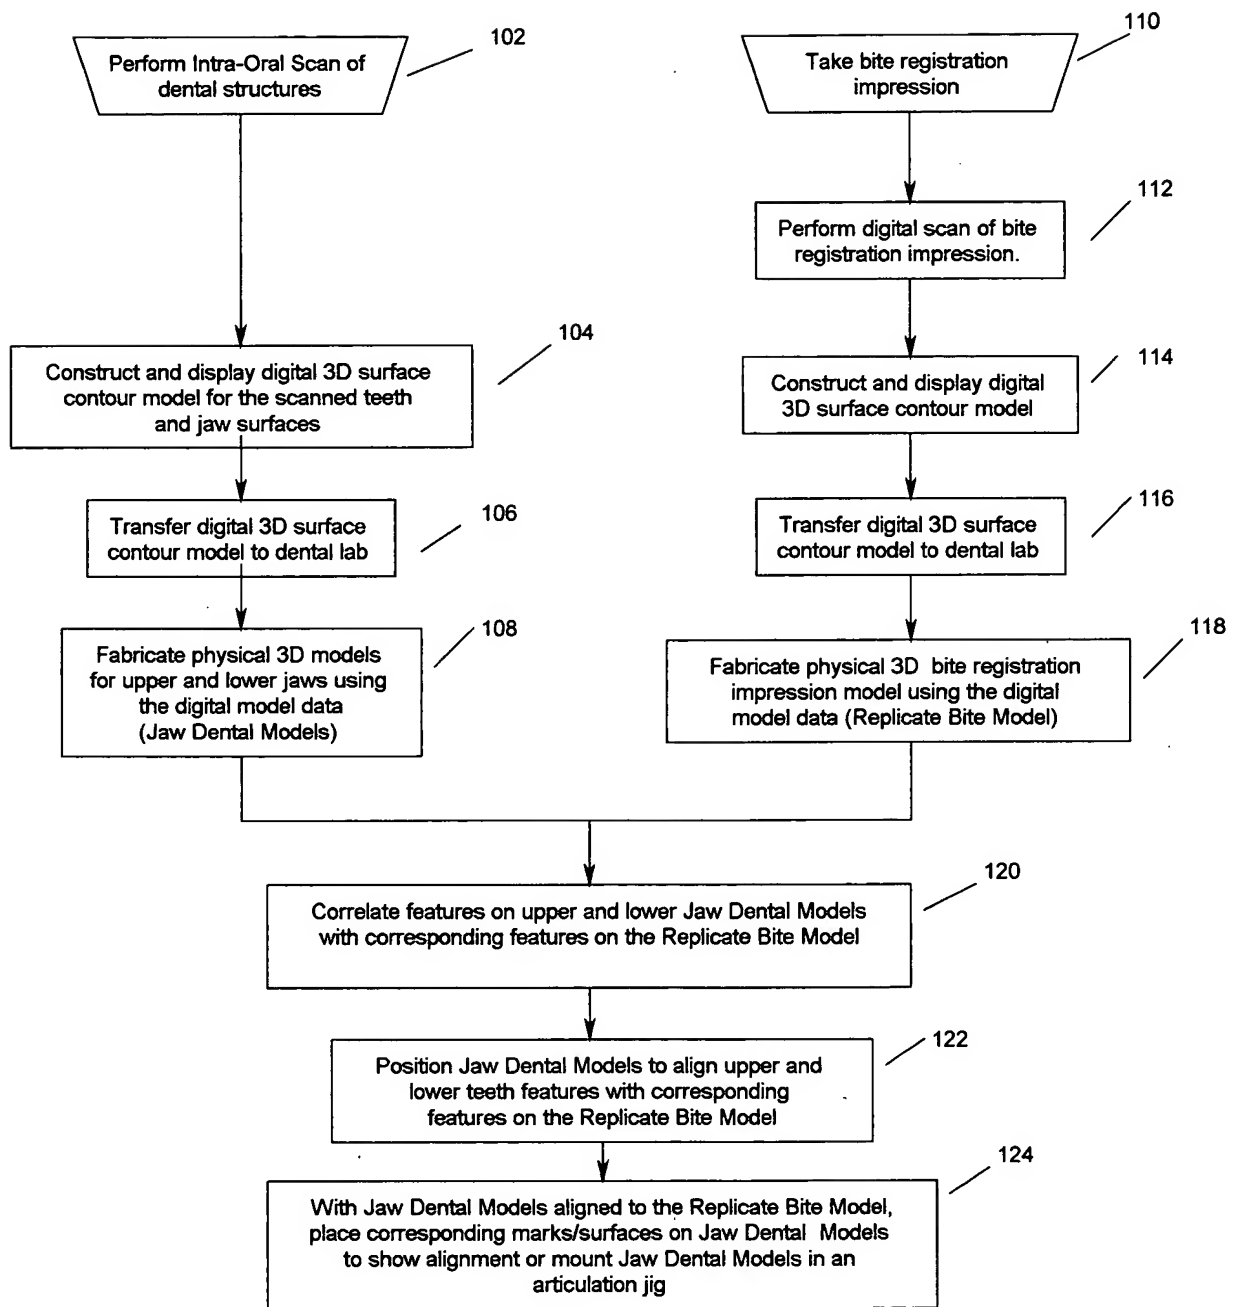 Perform Intra-Oral Scan of
dental structures
102
Take bite registration
impression
110
Perform digital scan of bite
registration impression.
112
Construct and display digital 3D surface
contour model for the scanned teeth
and jaw surfaces
104
Construct and display digital
3D surface contour model
114
Transfer digital 3D surface
contour model to dental lab
106
Transfer digital 3D surface
contour model to dental lab
116
Fabricate physical 3D models
for upper and lower jaws using
the digital model data
(Jaw Dental Models)
108
Fabricate physical 3D bite registration
impression model using the digital
model data (Replicate Bite Model)
118
Correlate features on upper and lower Jaw Dental Models
with corresponding features on the Replicate Bite Model
120
Position Jaw Dental Models to align upper and
lower teeth features with corresponding
features on the Replicate Bite Model
122
With Jaw Dental Models aligned to the Replicate Bite Model,
place corresponding marks/surfaces on Jaw Dental Models
to show alignment or mount Jaw Dental Models in an
articulation jig
124